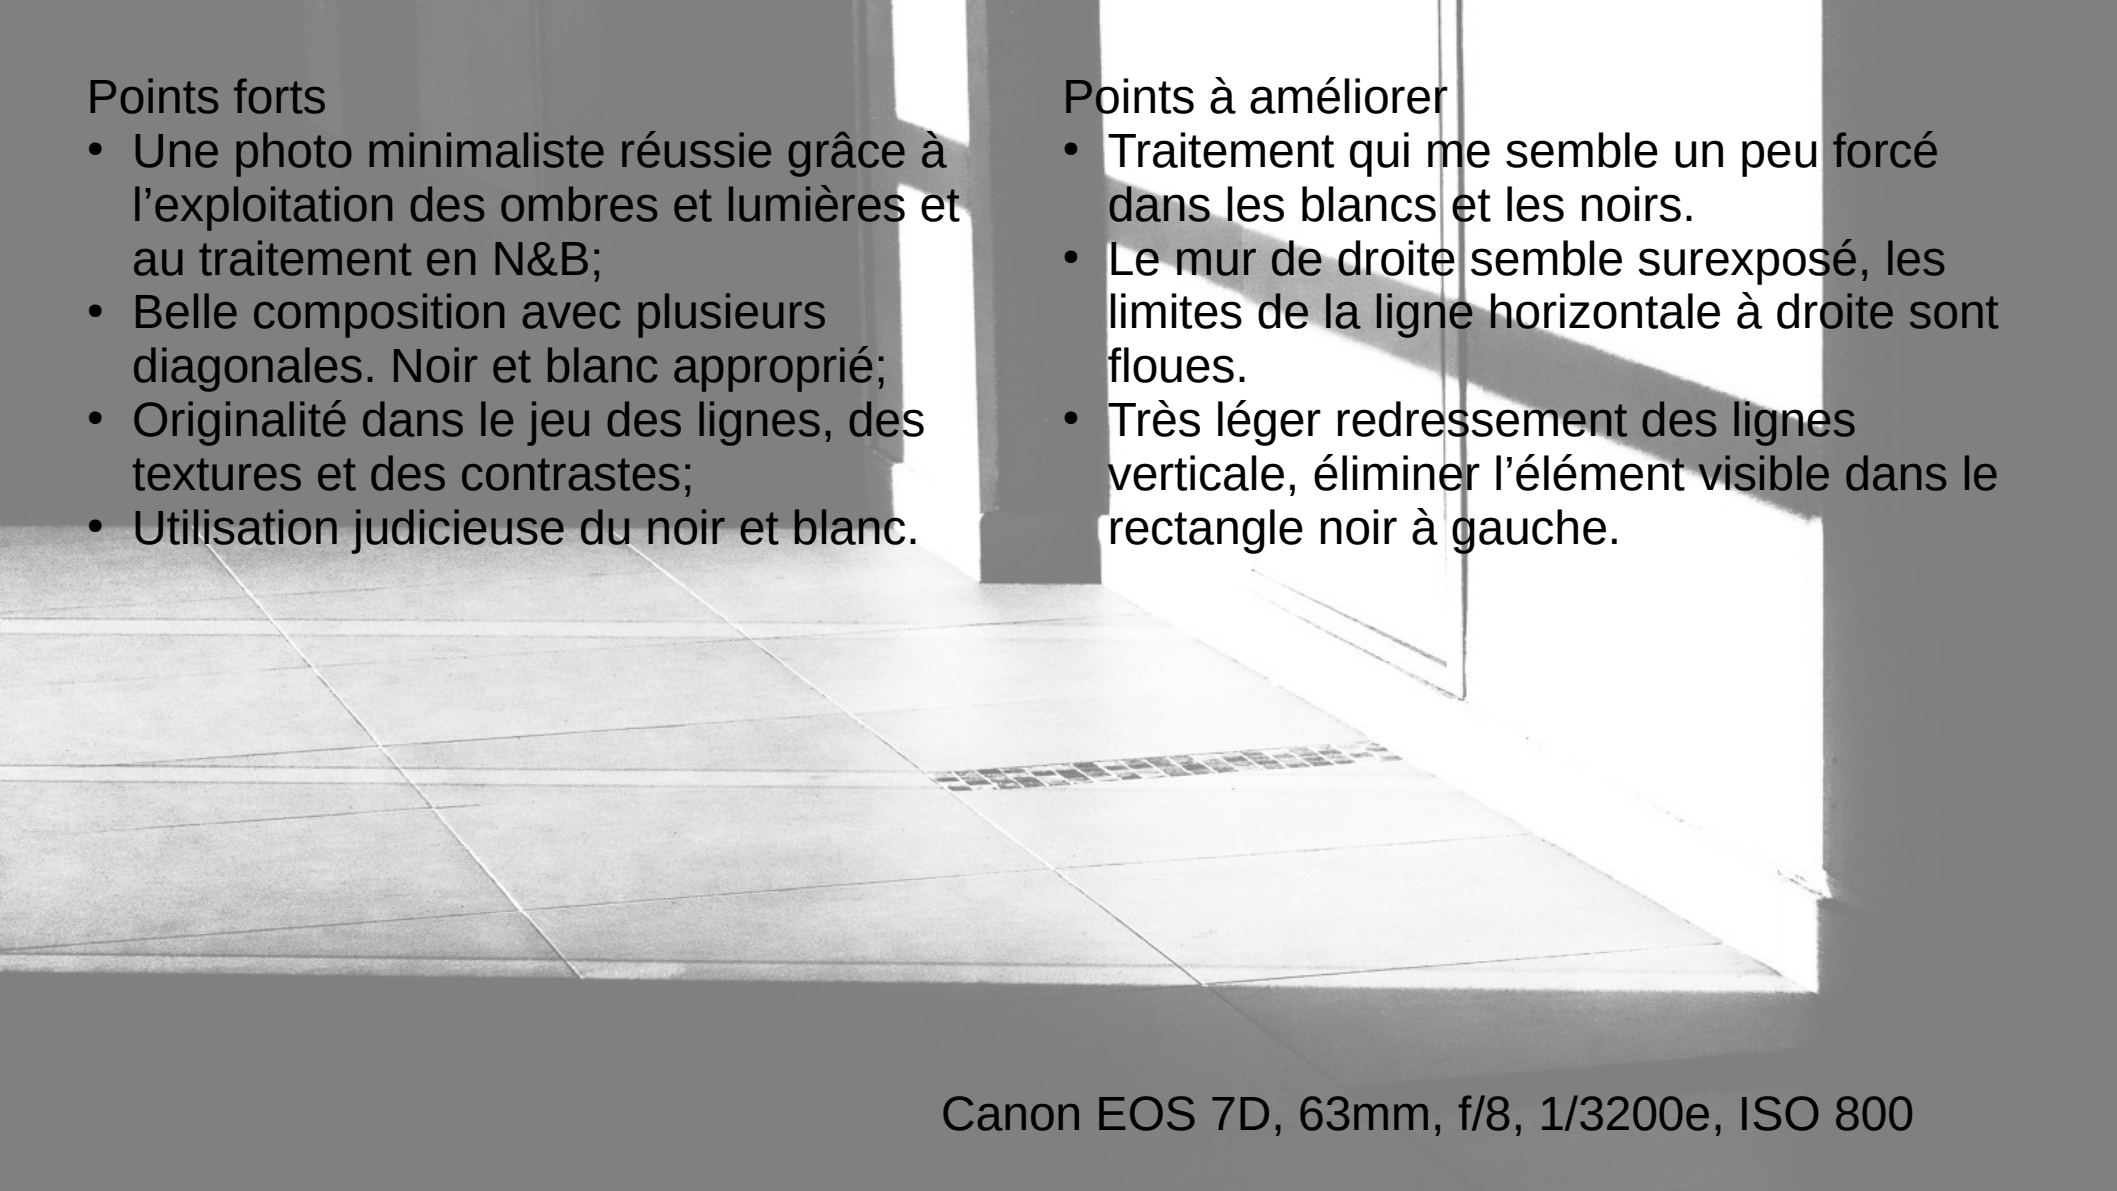 Points forts
• Une photo minimaliste réussie grâce à
l’exploitation des ombres et lumières et
au traitement en N&B;
• Belle composition avec plusieurs
diagonales. Noir et blanc approprié;
• Originalité dans le jeu des lignes, des
textures et des contrastes;
• Utilisation judicieuse du noir et blanc.
Points à améliorer
• Traitement qui me semble un peu forcé
dans les blancs et les noirs.
• Le mur de droite semble surexposé, les
limites de la ligne horizontale à droite sont
floues.
• Très léger redressement des lignes
verticale, éliminer l’élément visible dans le
rectangle noir à gauche.
Canon EOS 7D, 63mm, f/8, 1/3200e, ISO 800